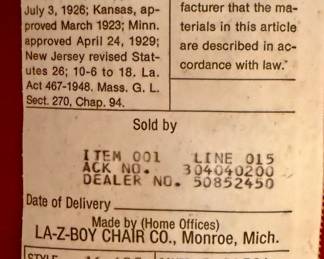 July 3, 1926; Kansas, ap-
proved March 1923; Minn.
approved April 24, 1929;
New Jersey revised Stat-
utes 26; 10-6 to 18. La.
Act 467-1948. Mass. G. L.
Sect. 270, Chap. 94.
facturer that the ma-
terials in this article
are described in ac-
cordance with law."
Sold by
ITEM 001 LINE 015
ACK NO. 304040200
DEALER NO. 50852450
Date of Delivery
Made by (Home Offices)
LA-Z-BOY CHAIR CO., Monroe, Mich.
STYLE